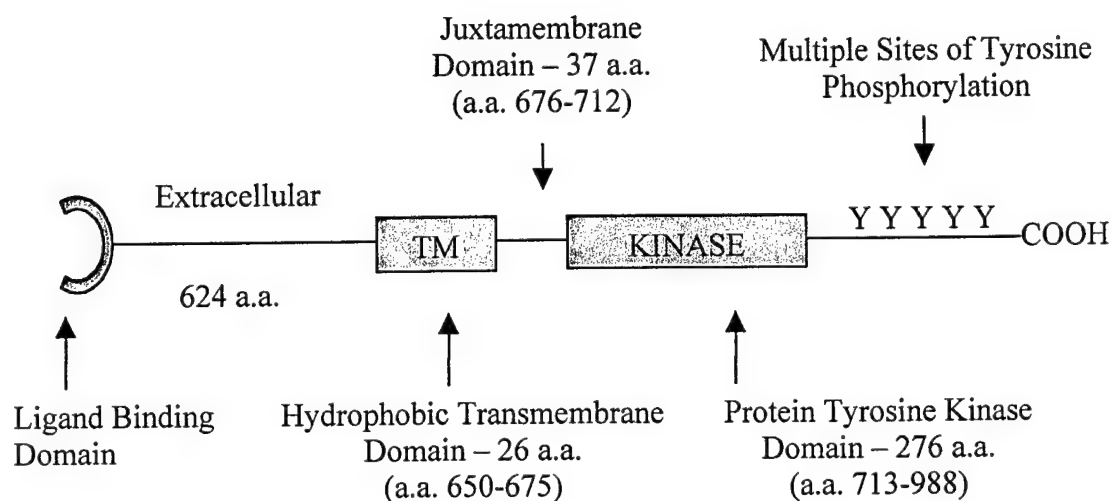 Juxtamembrane
Domain – 37 a.a.
(a.a. 676-712)
Multiple Sites of Tyrosine
Phosphorylation
Extracellular
TM
KINASE
Y Y Y Y Y
COOH
624 a.a.
Ligand Binding
Domain
Hydrophobic Transmembrane
Domain – 26 a.a.
(a.a. 650-675)
Protein Tyrosine Kinase
Domain – 276 a.a.
(a.a. 713-988)